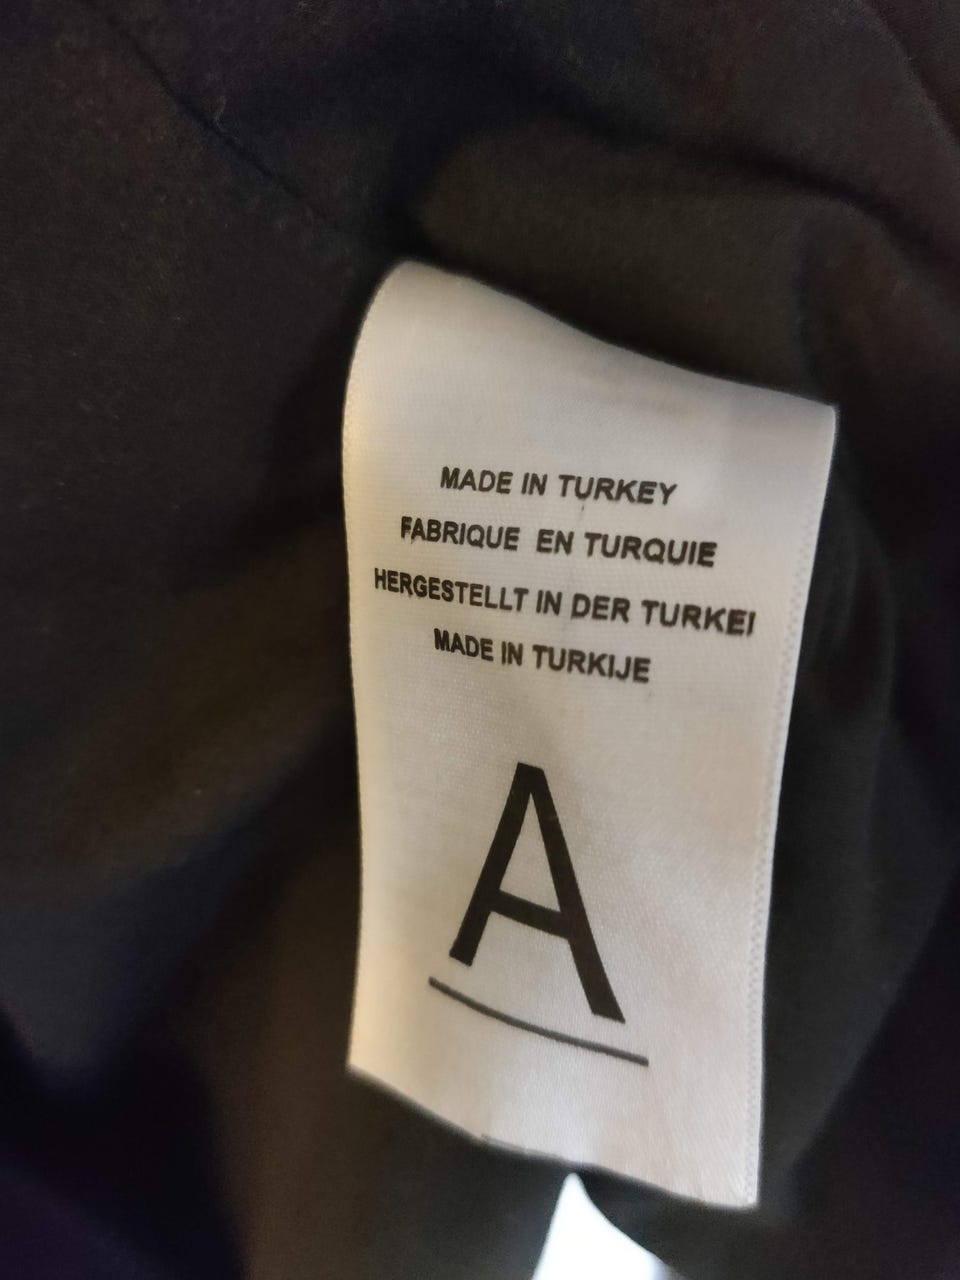 MADE IN TURKEY
FABRIQUE EN TURQUIE
HERGESTELLT IN DER TURKEI
MADE IN TURKIJE
A